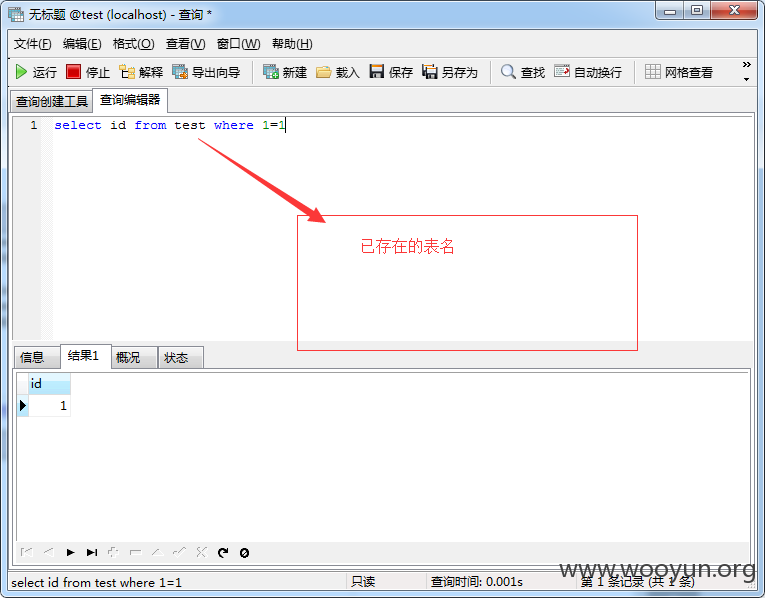 无标题 @test (localhost) - 查询 *
文件(F) 编辑(E) 格式(O) 查看(V) 窗口(W) 帮助(H)
运行 停止 解释 导出向导 新建 载入 保存 另存为 查找 自动换行 网格查看 »
查询创建工具 查询编辑器
1 select id from test where 1=1
已存在的表名
信息 结果1 概况 状态
id
1
select id from test where 1=1 只读 查询时间: 0.001s 第 1 条记录 (共 1 条)
www.wooyun.org